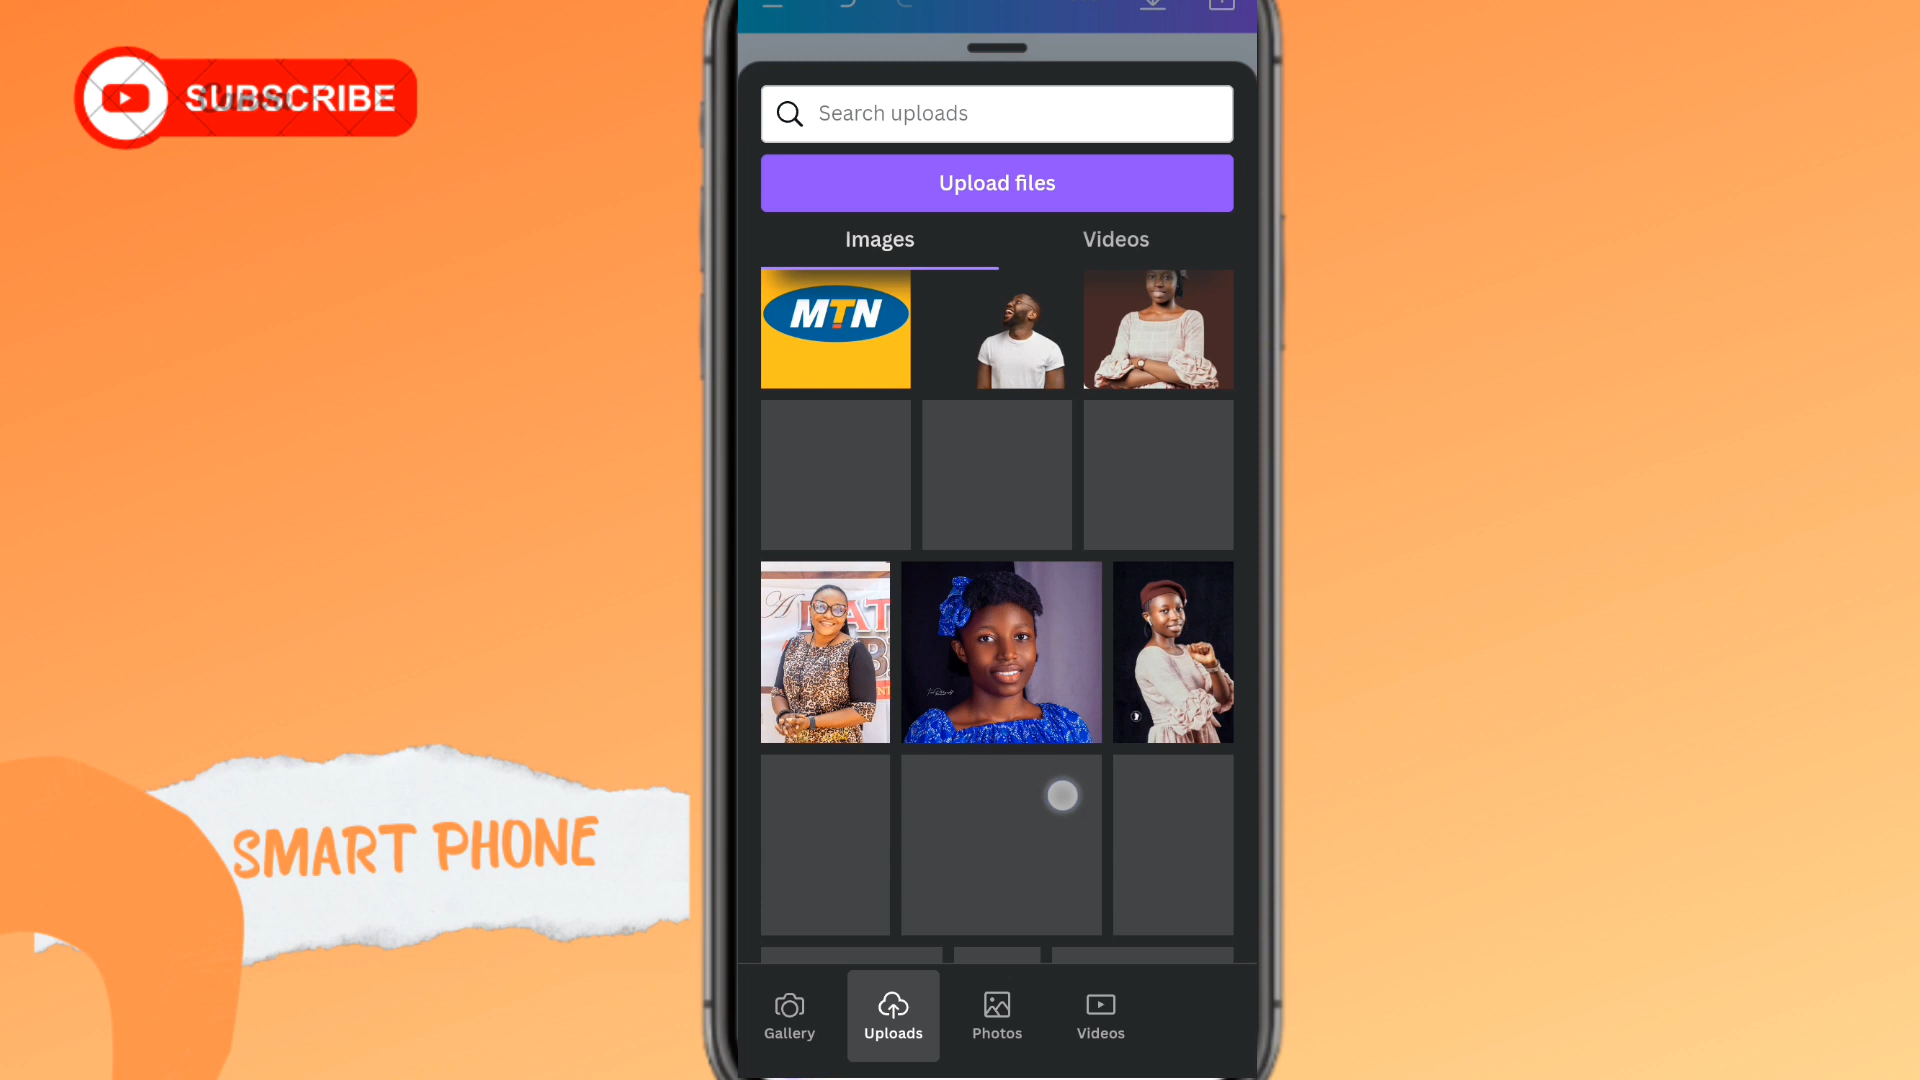 SUBSCRIBE
Search uploads
Upload files
Images
Videos
MTN
A
SMART PHONE
Gallery
Uploads
Photos
Videos